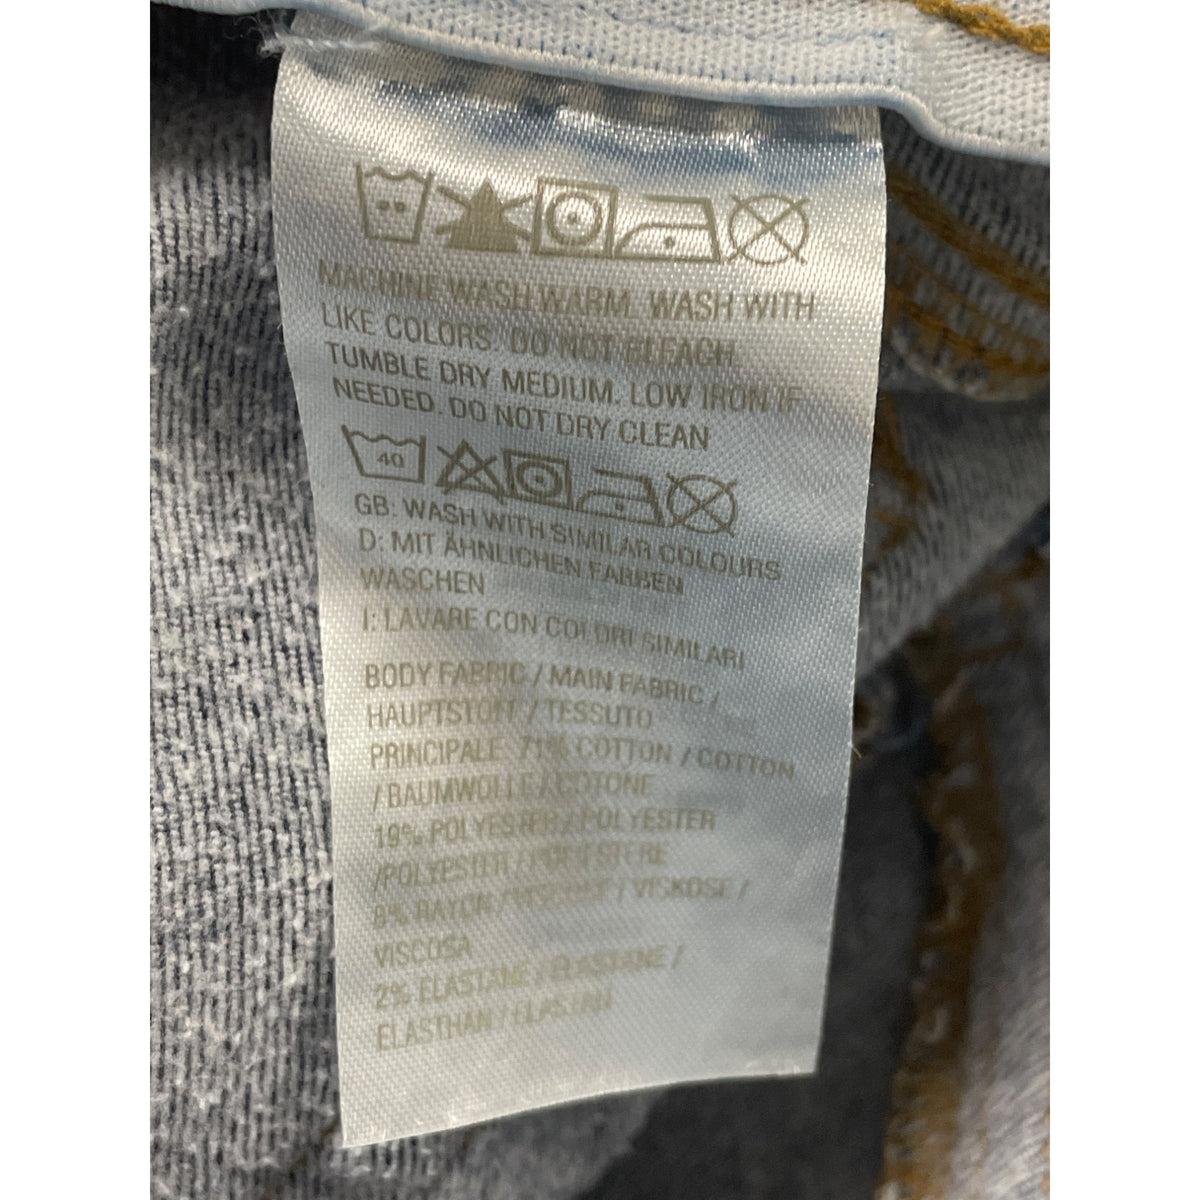 MACHINE WASH WARM. WASH WITH
LIKE COLORS. DO NOT BLEACH.
TUMBLE DRY MEDIUM. LOW IRON IF
NEEDED. DO NOT DRY CLEAN
40
GB: WASH WITH SIMILAR COLOURS
D: MIT ÄHNLICHEN FARBEN
WASCHEN
I: LAVARE CON COLORI SIMILARI
BODY FABRIC / MAIN FABRIC /
HAUPTSTOFF / TESSUTO
PRINCIPALE 71% COTTON / COTTON
/ BAUMWOLLE / COTONE
19% POLYESTER / POLYESTER
/POLYESTER / POLIESTERE
8% RAYON / VISCOSE / VISKOSE /
VISCOSA
2% ELASTANE / ELASTANE /
ELASTHAN / ELASTAN